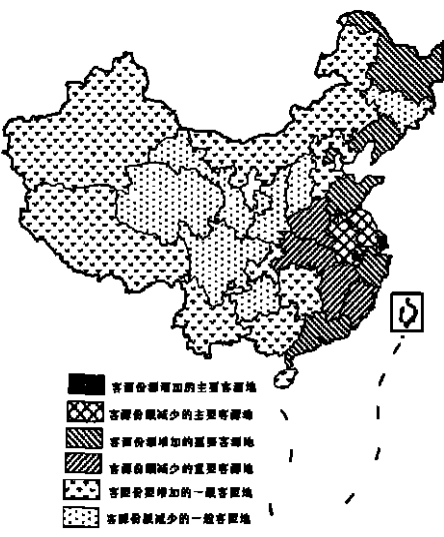 客源份额增加的主要客源地
客源份额减少的主要客源地
客源份额增加的重要客源地
客源份额减少的重要客源地
客源份额增加的一般客源地
客源份额减少的一般客源地